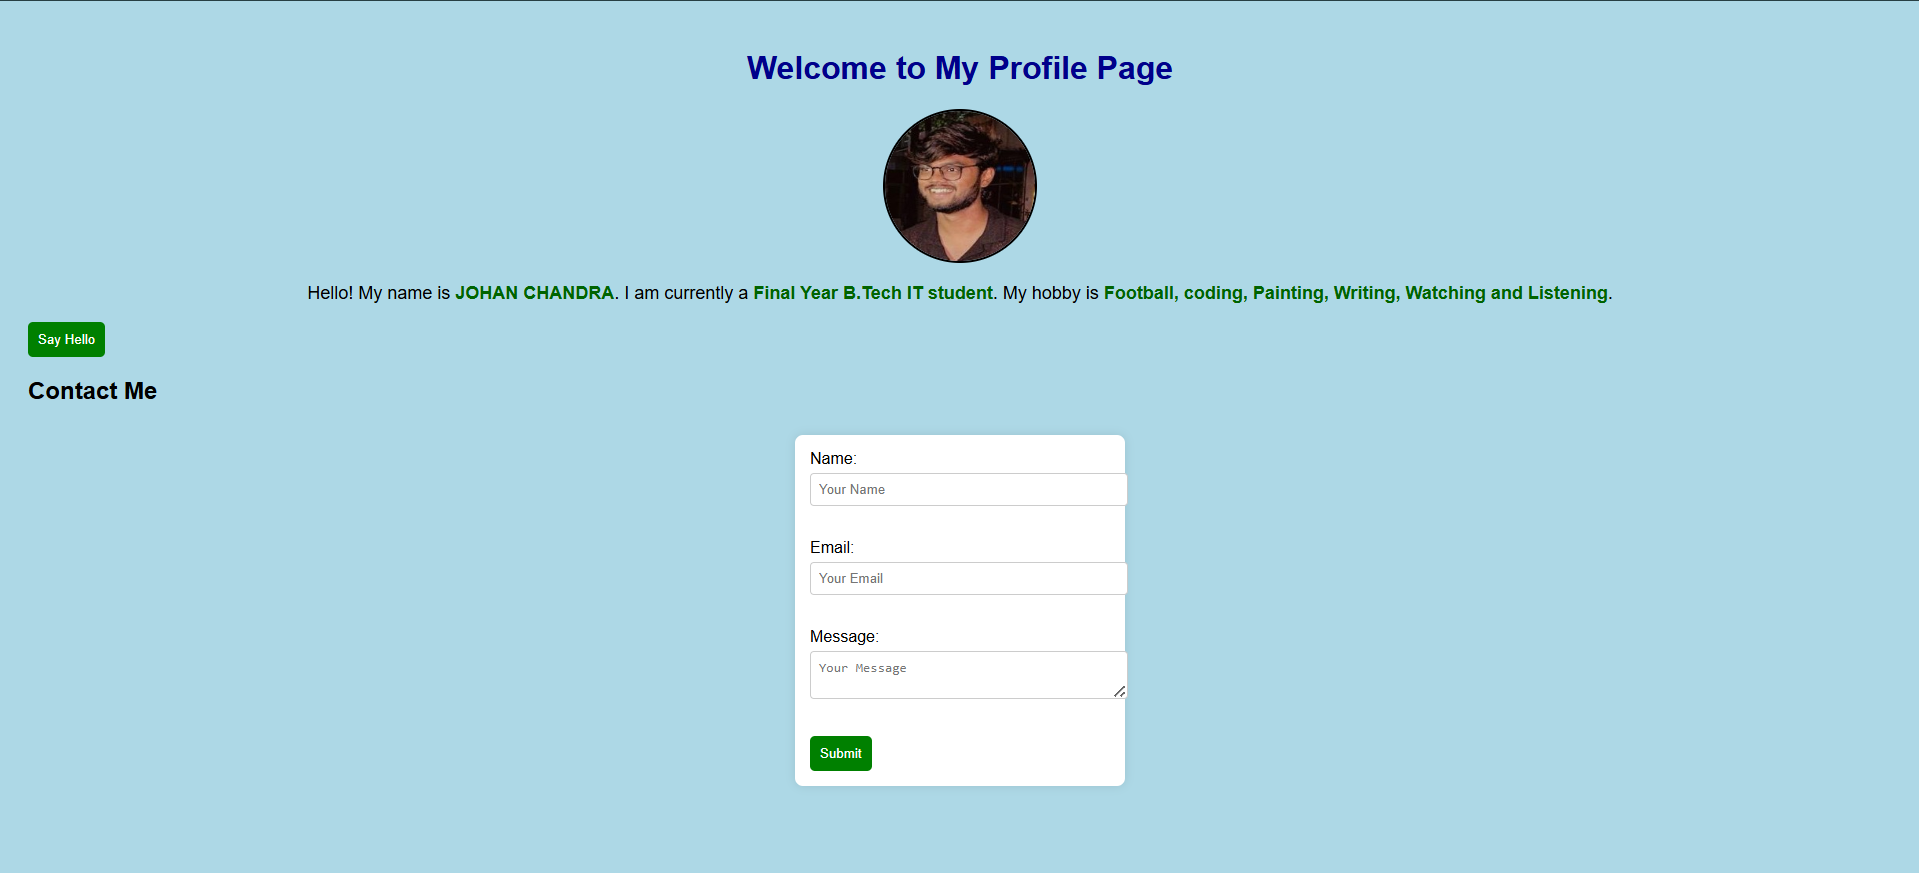 Welcome to My Profile Page
Hello! My name is JOHAN CHANDRA. I am currently a Final Year B.Tech IT student. My hobby is Football, coding, Painting, Writing, Watching and Listening.
Say Hello
Contact Me
Name:
Your Name
Email:
Your Email
Message:
Your Message
Submit